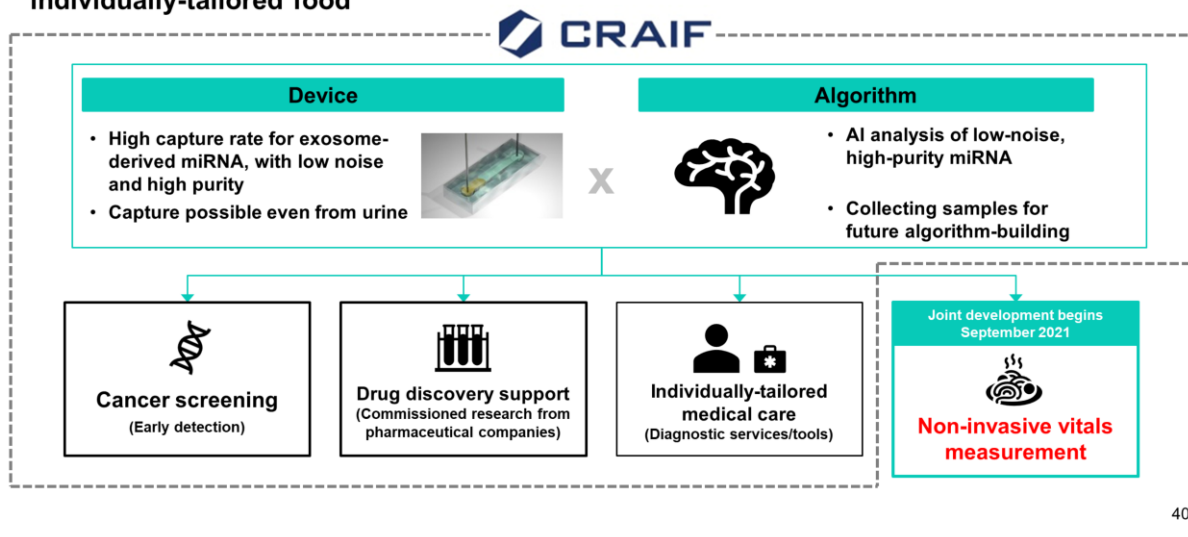 Individually-tailored food
CRAIF
Device
• High capture rate for exosome-
derived miRNA, with low noise
and high purity
• Capture possible even from urine
x
Algorithm
• AI analysis of low-noise,
high-purity miRNA
• Collecting samples for
future algorithm-building
Cancer screening
(Early detection)
Drug discovery support
(Commissioned research from
pharmaceutical companies)
Individually-tailored
medical care
(Diagnostic services/tools)
Joint development begins
September 2021
Non-invasive vitals
measurement
40